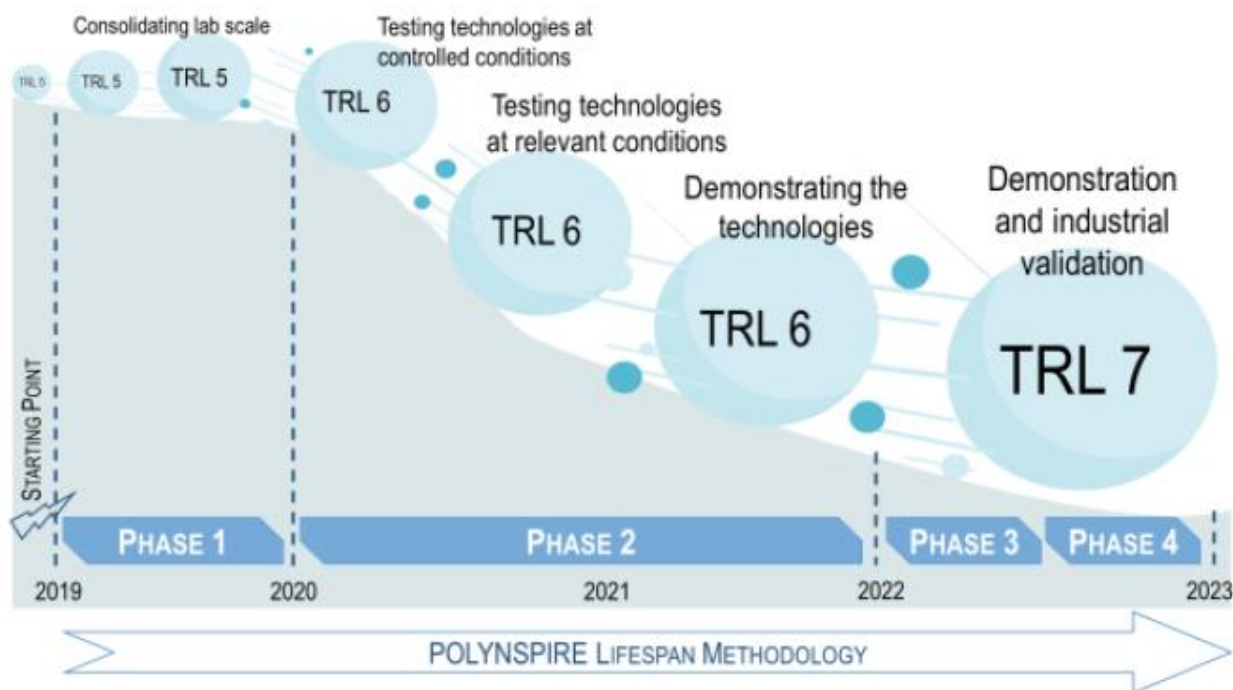 Consolidating lab scale
Testing technologies at
controlled conditions
TRL 5
TRL 5
TRL 5
TRL 6
Testing technologies
at relevant conditions
TRL 6
Demonstrating the
technologies
TRL 6
Demonstration
and industrial
validation
TRL 7
STARTING POINT
PHASE 1
PHASE 2
PHASE 3
PHASE 4
2019
2020
2021
2022
2023
POLYNSPIRE LIFESPAN METHODOLOGY